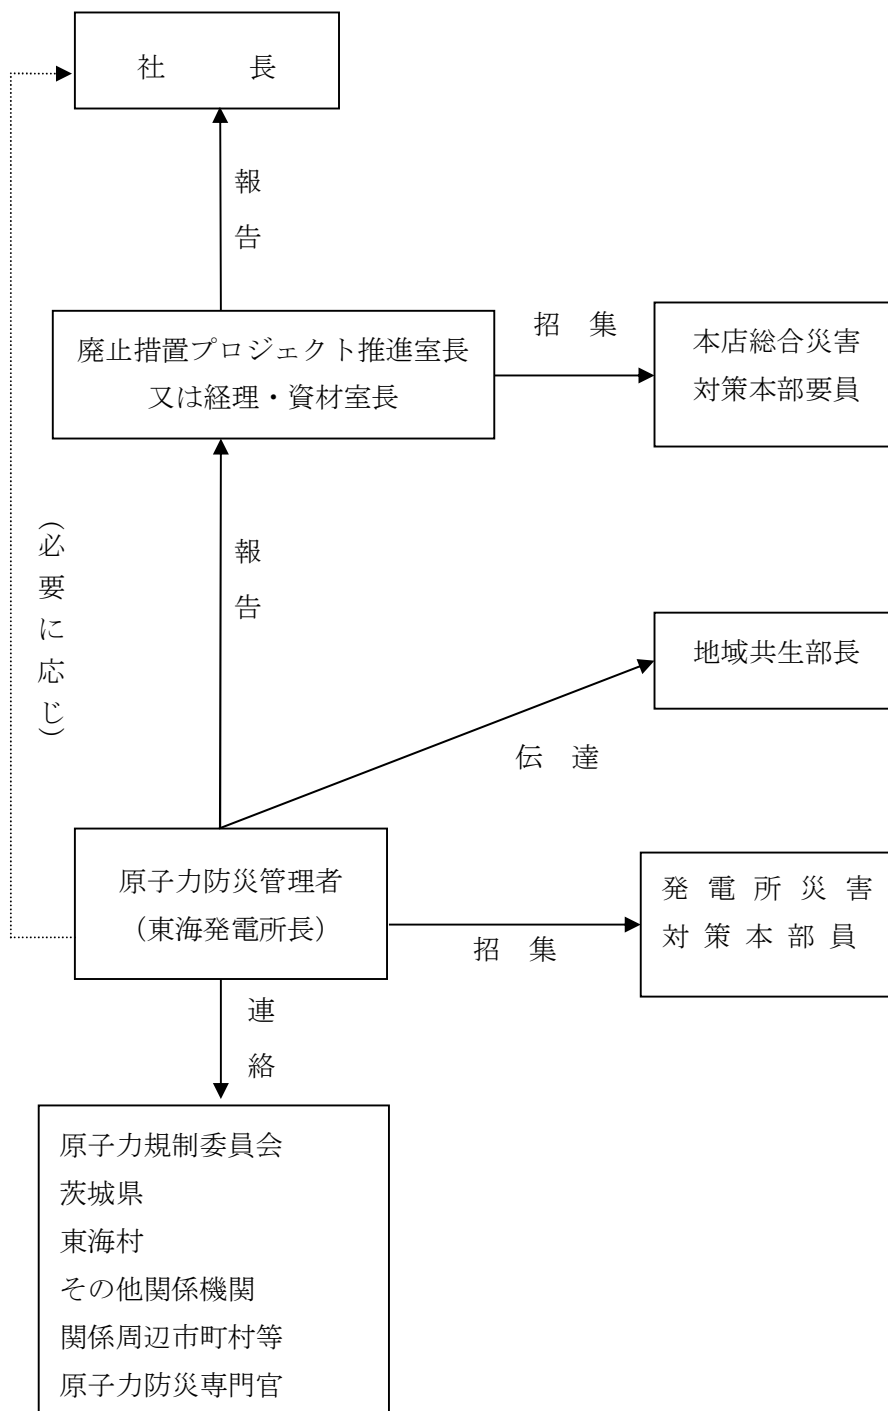 社　　　長
報
告
廃止措置プロジェクト推進室長
又は経理・資材室長
招　集
本店総合災害
対策本部要員
(必要に応じ)
報
告
地域共生部長
伝　達
原子力防災管理者
（東海発電所長）
招　集
発 電 所 災 害
対 策 本 部 員
連
絡
原子力規制委員会
茨城県
東海村
その他関係機関
関係周辺市町村等
原子力防災専門官